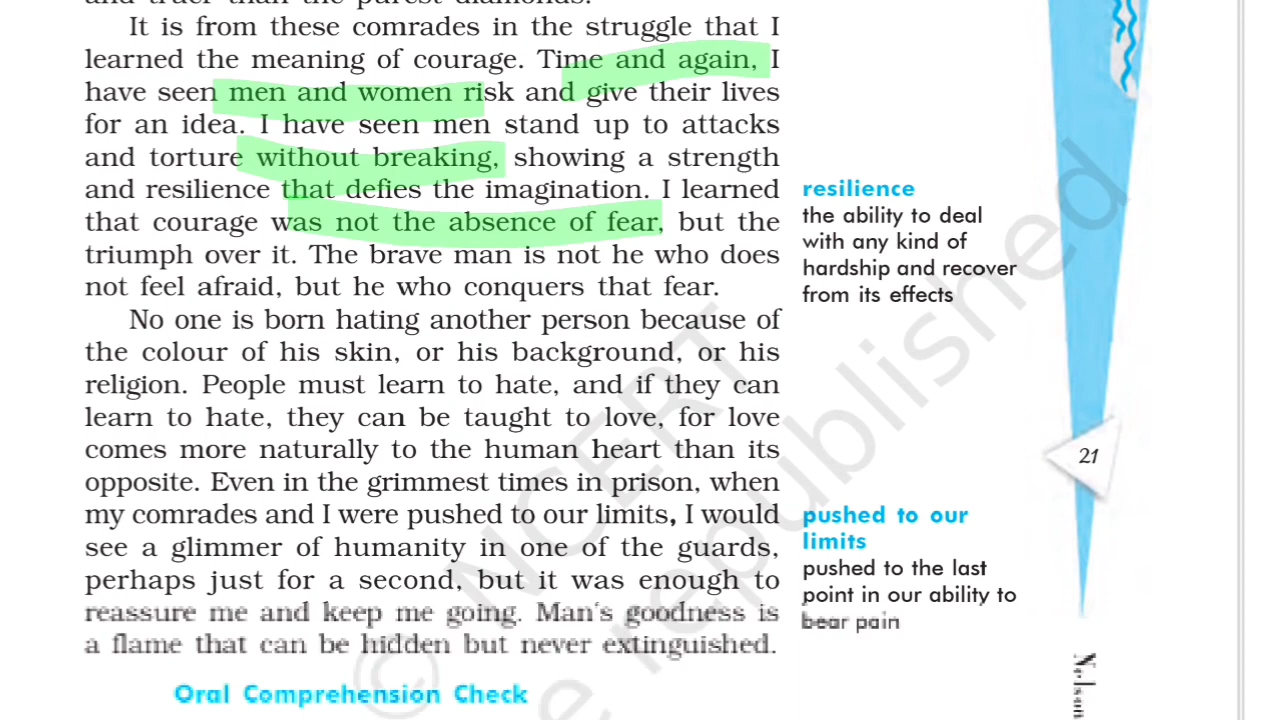 and truer than the purest diamonds.
It is from these comrades in the struggle that I
learned the meaning of courage. Time and again, I
have seen men and women risk and give their lives
for an idea. I have seen men stand up to attacks
and torture without breaking, showing a strength
and resilience that defies the imagination. I learned
that courage was not the absence of fear, but the
triumph over it. The brave man is not he who does
not feel afraid, but he who conquers that fear.
No one is born hating another person because of
the colour of his skin, or his background, or his
religion. People must learn to hate, and if they can
learn to hate, they can be taught to love, for love
comes more naturally to the human heart than its
opposite. Even in the grimmest times in prison, when
my comrades and I were pushed to our limits, I would
see a glimmer of humanity in one of the guards,
perhaps just for a second, but it was enough to
reassure me and keep me going. Man's goodness is
a flame that can be hidden but never extinguished.
Oral Comprehension Check
resilience
the ability to deal
with any kind of
hardship and recover
from its effects
pushed to our
limits
pushed to the last
point in our ability to
bear pain
21
Nelson
© NCERT
republished